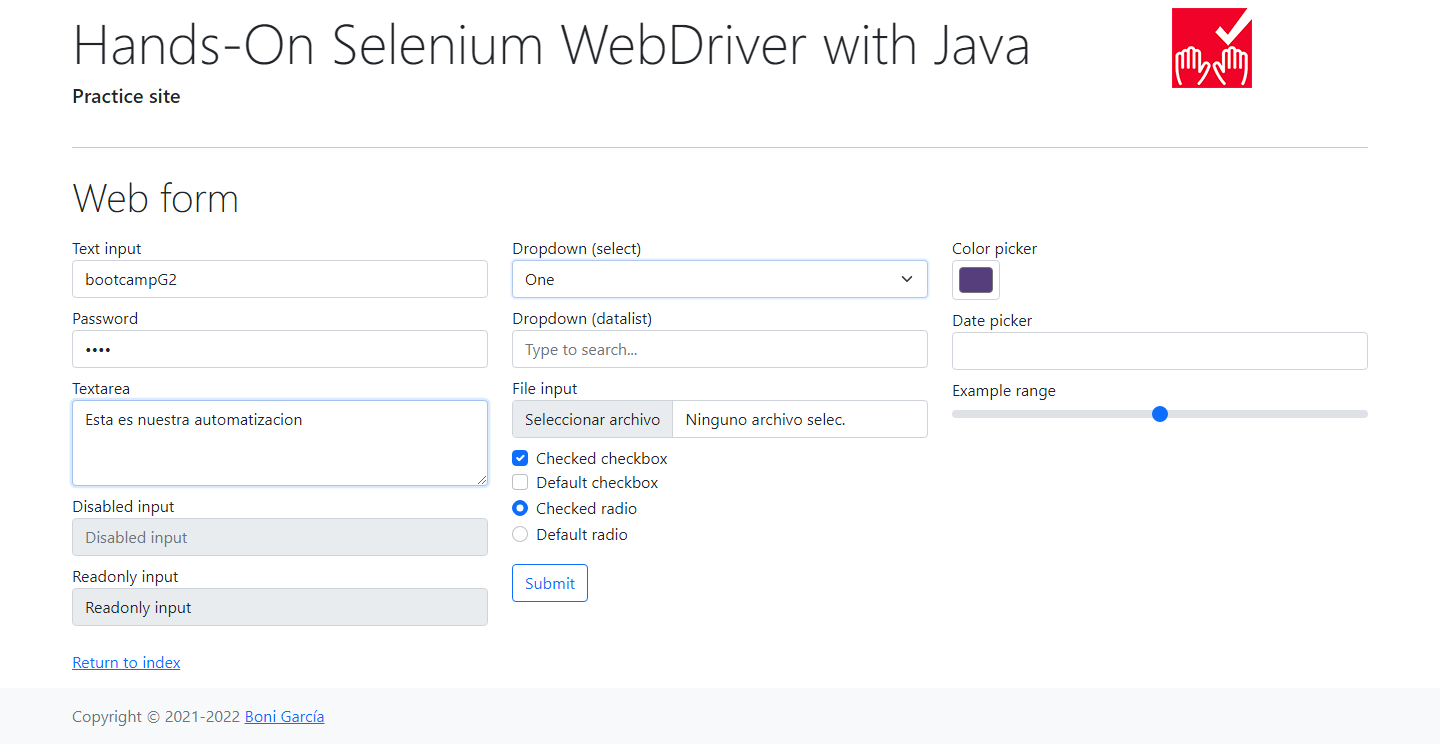 Hands-On Selenium WebDriver with Java
Practice site
Web form
Text input
bootcampG2
Password
••••
Textarea
Esta es nuestra automatizacion
Disabled input
Disabled input
Readonly input
Readonly input
Return to index
Dropdown (select)
One
Dropdown (datalist)
Type to search...
File input
Seleccionar archivo Ninguno archivo selec.
Checked checkbox
Default checkbox
Checked radio
Default radio
Submit
Color picker
Date picker
Example range
Copyright © 2021-2022 Boni García